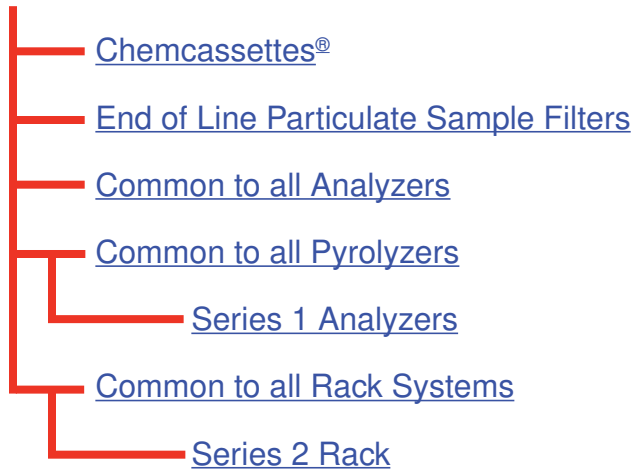 Chemcassettes®
End of Line Particulate Sample Filters
Common to all Analyzers
Common to all Pyrolyzers
Series 1 Analyzers
Common to all Rack Systems
Series 2 Rack